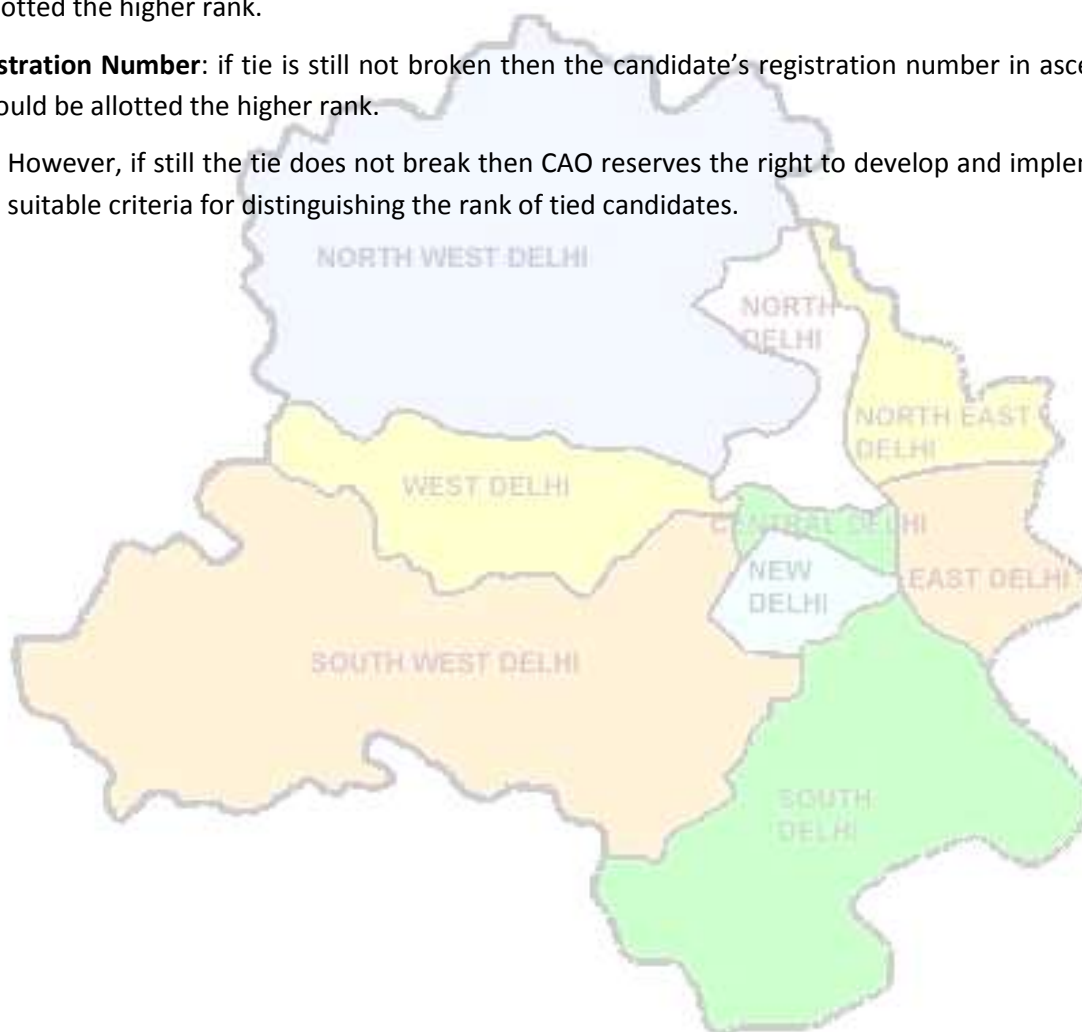 lotted the higher rank.
stration Number: if tie is still not broken then the candidate's registration number in asce
ould be allotted the higher rank.
However, if still the tie does not break then CAO reserves the right to develop and implem
suitable criteria for distinguishing the rank of tied candidates.
NORTH WEST DELHI
NORTH
DELHI
NORTH EAST
DELHI
WEST DELHI
CENTRAL DELHI
NEW
DELHI
EAST DELHI
SOUTH WEST DELHI
SOUTH
DELHI